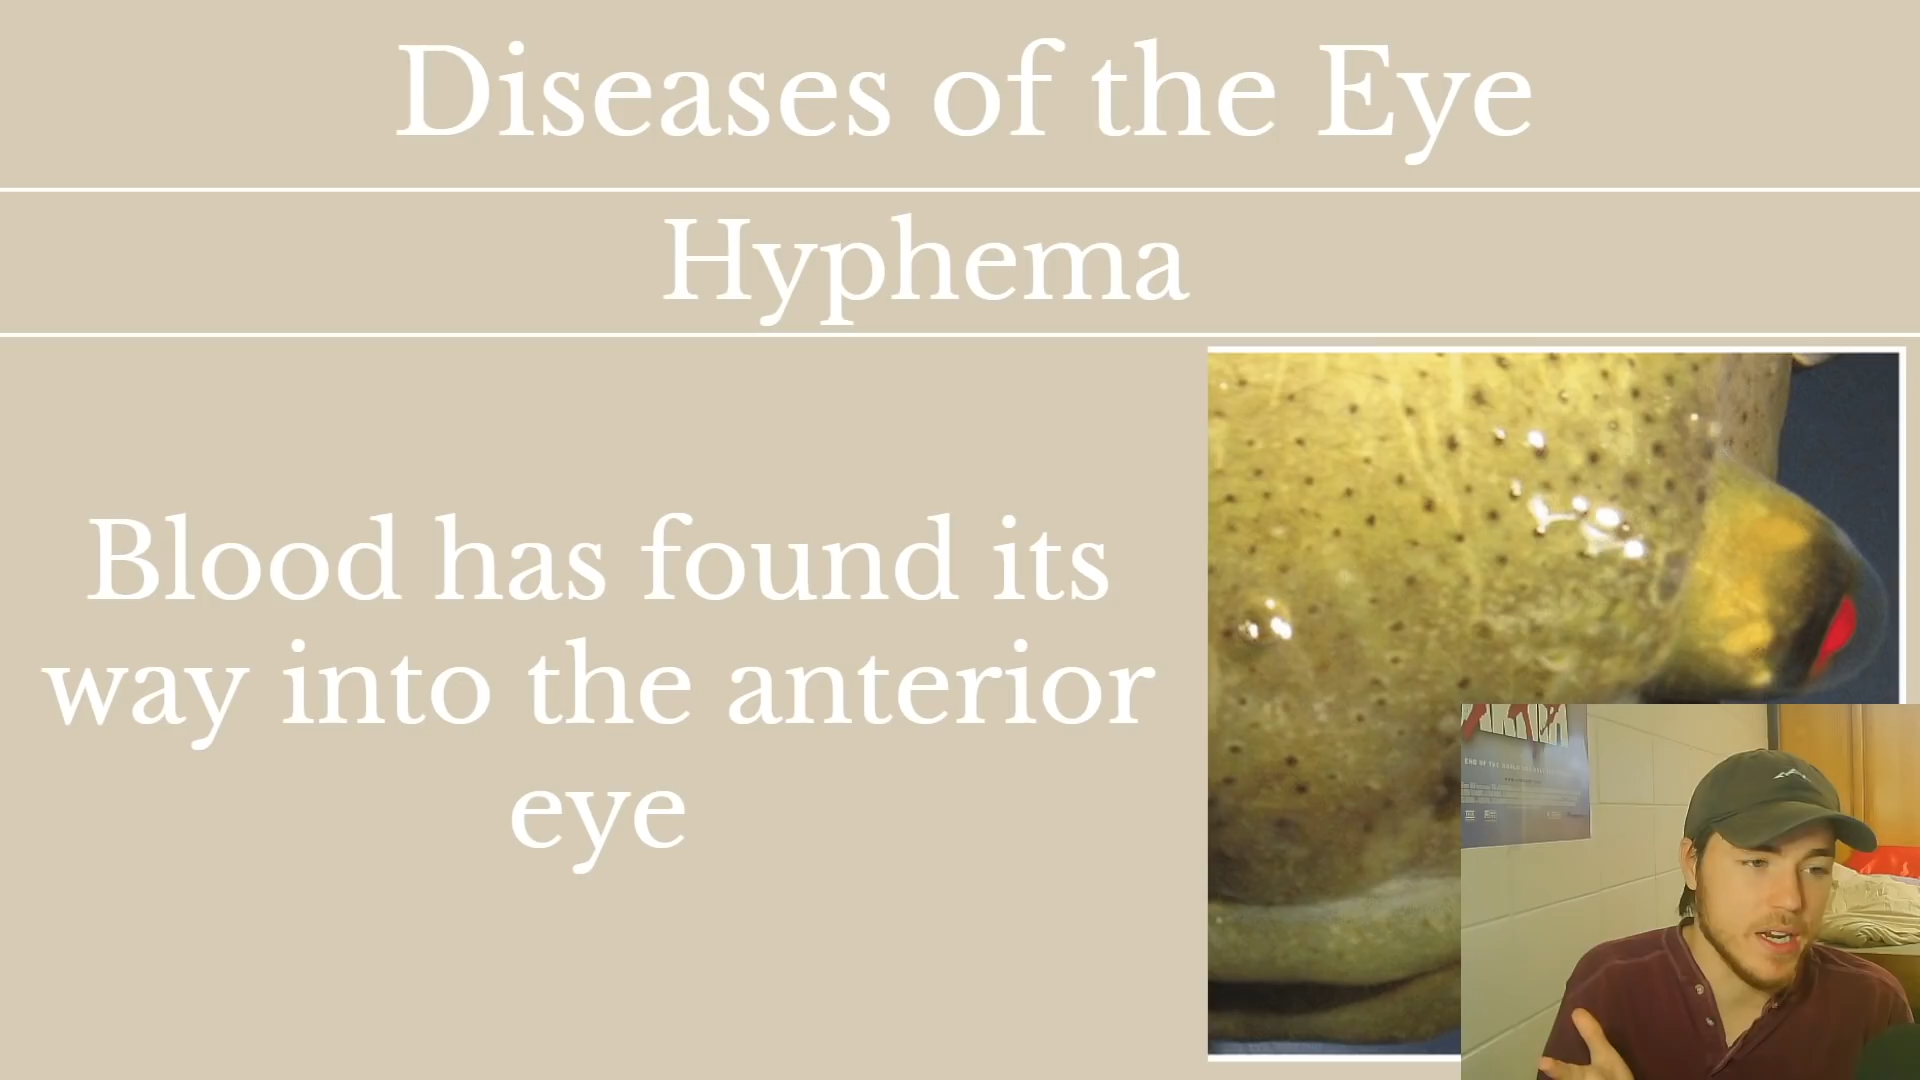 Diseases of the Eye
Hyphema
Blood has found its
way into the anterior
eye